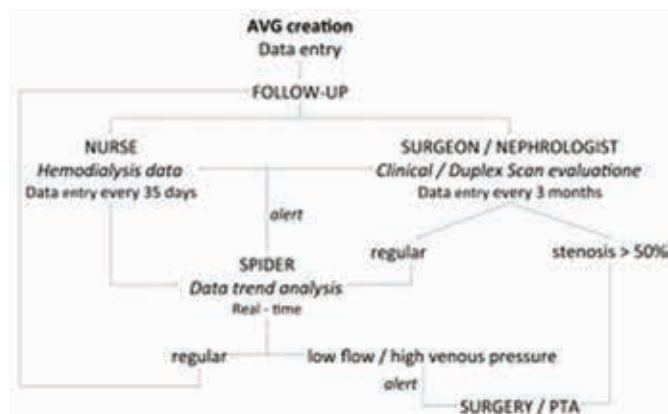 AVG creation
Data entry
FOLLOW-UP
NURSE
Hemodialysis data
Data entry every 35 days
SURGEON / NEPHROLOGIST
Clinical / Duplex Scan evaluatione
Data entry every 3 months
alert
regular
stenosis > 50%
SPIDER
Data trend analysis
Real - time
regular
low flow / high venous pressure
alert
SURGERY / PTA